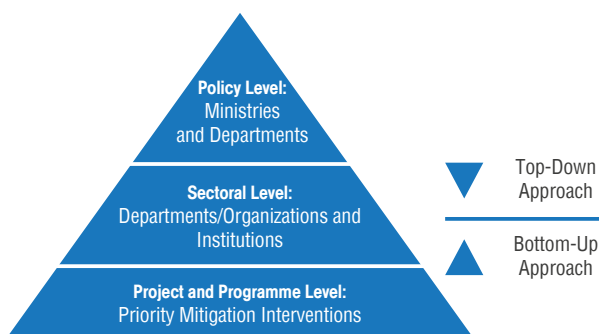 Policy Level:
Ministries
and Departments
Sectoral Level:
Departments/Organizations and
Institutions
Project and Programme Level:
Priority Mitigation Interventions
Top-Down
Approach
Bottom-Up
Approach